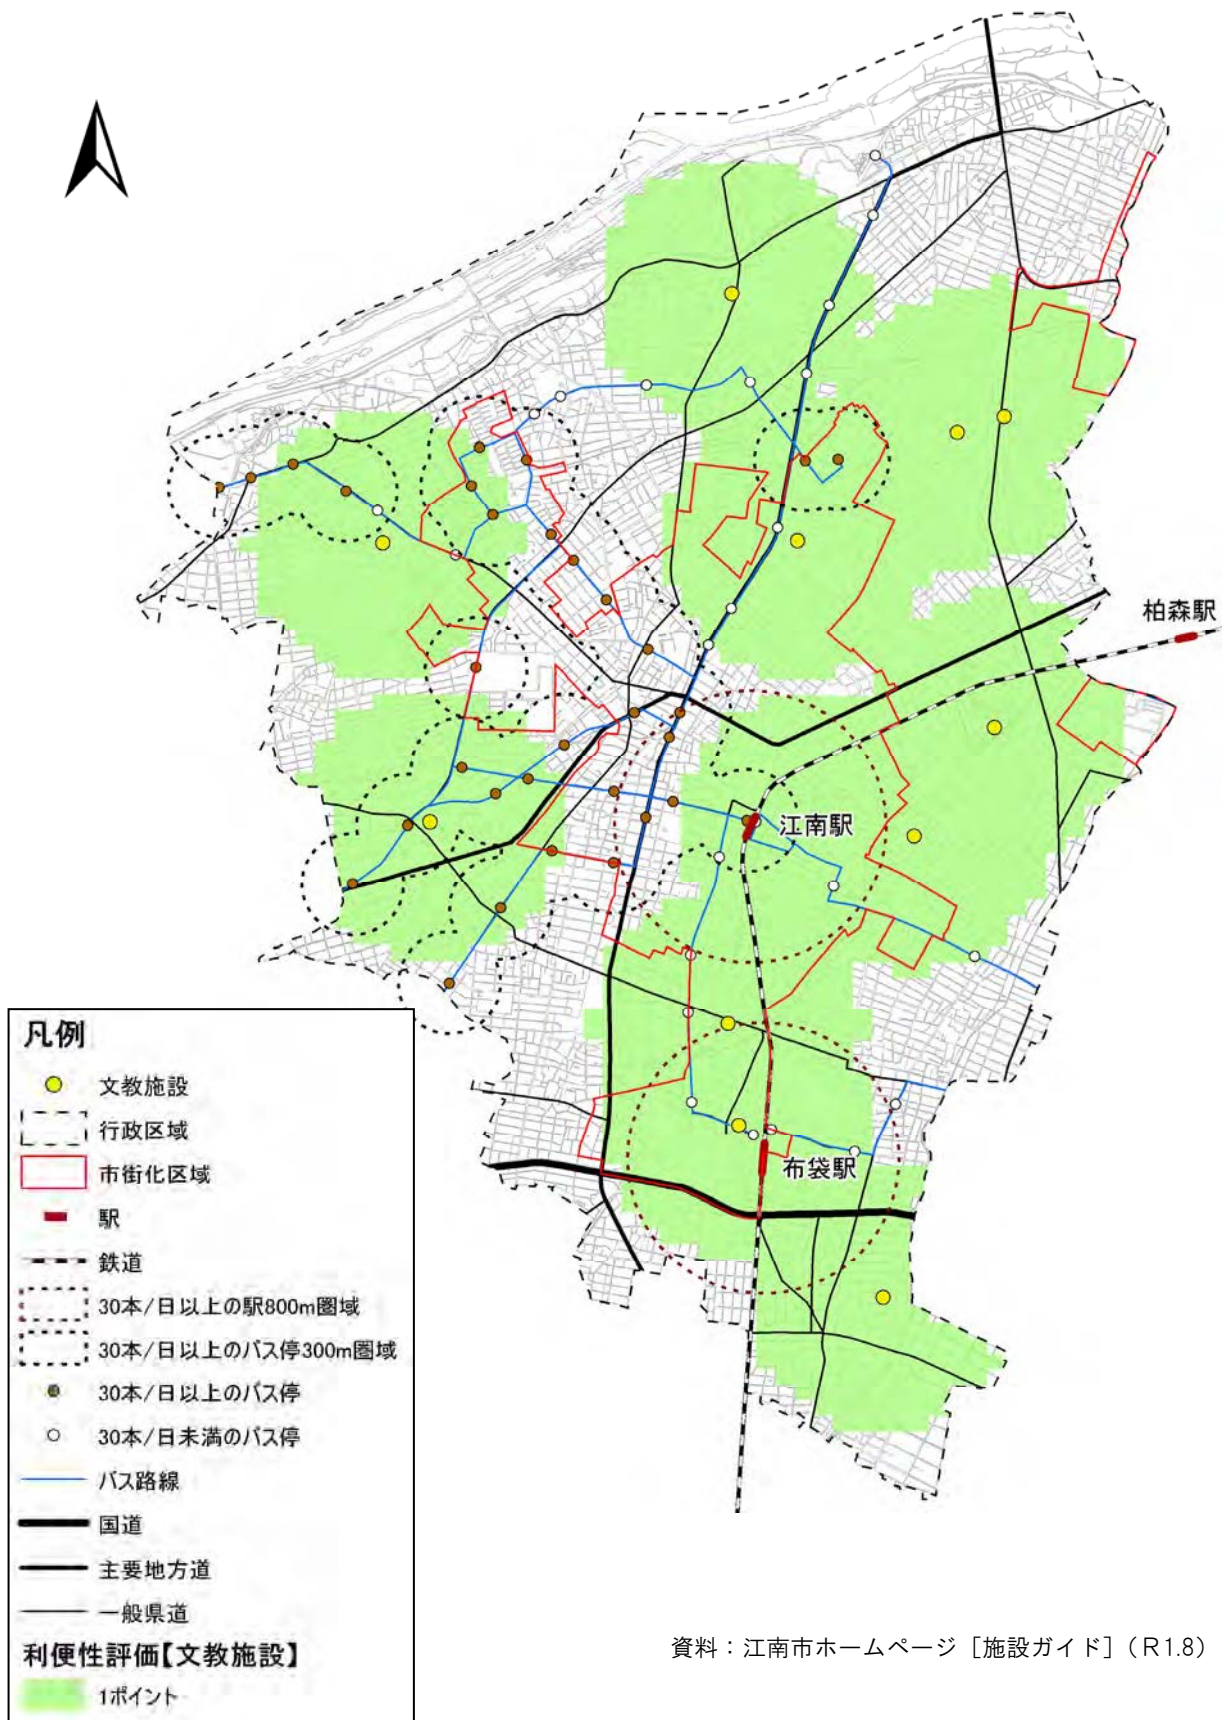 柏森駅
江南駅
布袋駅
凡例
文教施設
行政区域
市街化区域
駅
鉄道
30本/日以上の駅800m圏域
30本/日以上のバス停300m圏域
30本/日以上のバス停
30本/日未満のバス停
バス路線
国道
主要地方道
一般県道
利便性評価【文教施設】
1ポイント
資料：江南市ホームページ［施設ガイド］（R1.8）